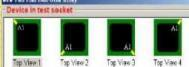 Device in test socket
A1 A1 A1 A1
Top View 1 Top View 2 Top View 3 Top View 4